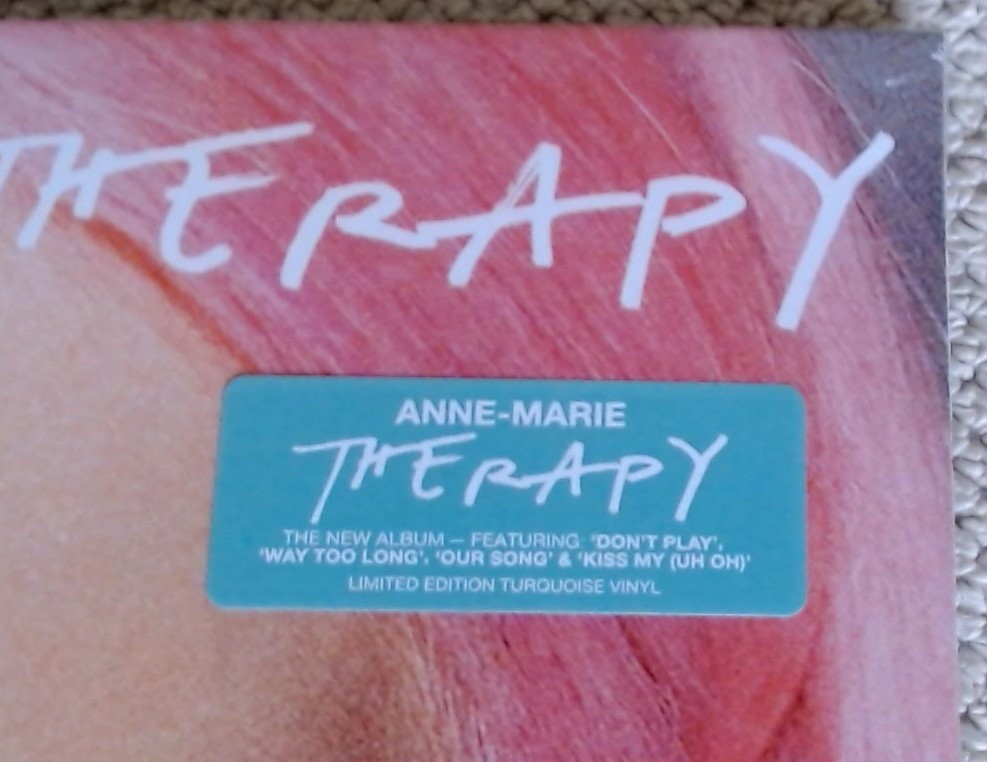 THERAPY
ANNE-MARIE
THERAPY
THE NEW ALBUM – FEATURING 'DON'T PLAY',
'WAY TOO LONG', 'OUR SONG' & 'KISS MY (UH OH)'
LIMITED EDITION TURQUOISE VINYL